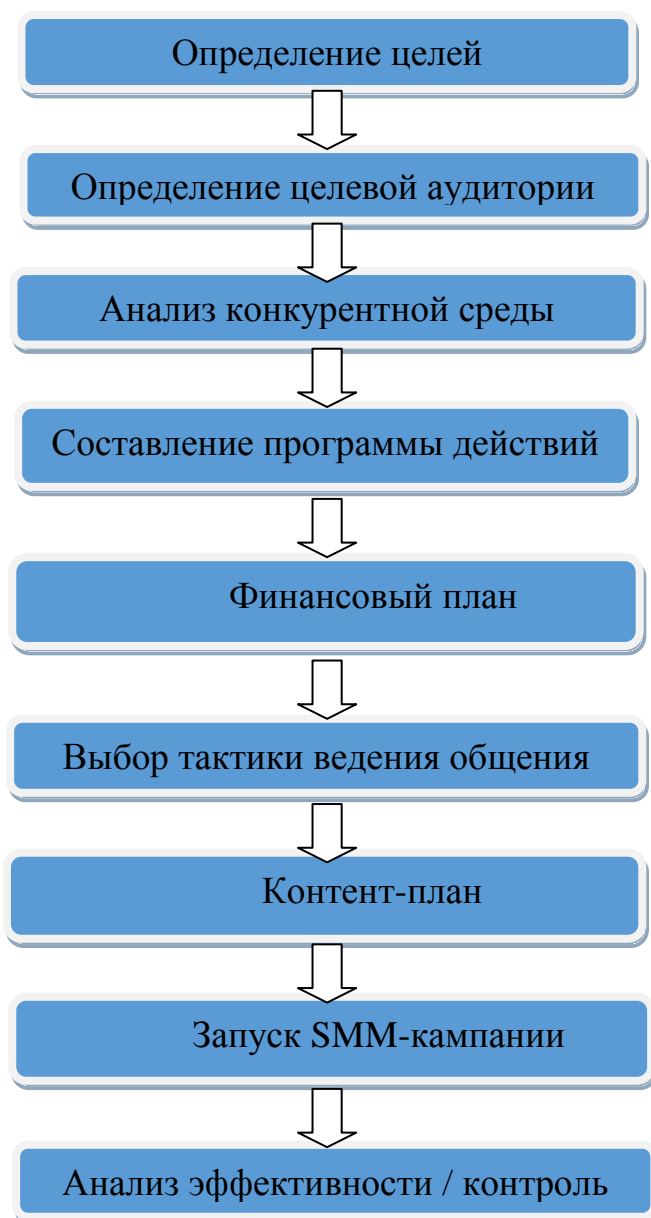 Определение целей
Определение целевой аудитории
Анализ конкурентной среды
Составление программы действий
Финансовый план
Выбор тактики ведения общения
Контент-план
Запуск SMM-кампании
Анализ эффективности / контроль